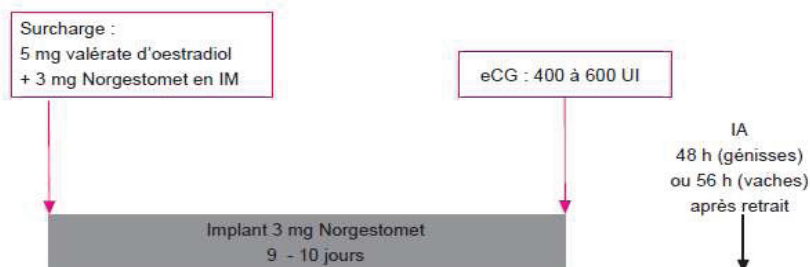 Surcharge :
5 mg valérate d'oestradiol
+ 3 mg Norgestomet en IM
eCG : 400 à 600 UI
IA
48 h (génisses)
ou 56 h (vaches)
après retrait
Implant 3 mg Norgestomet
9 - 10 jours